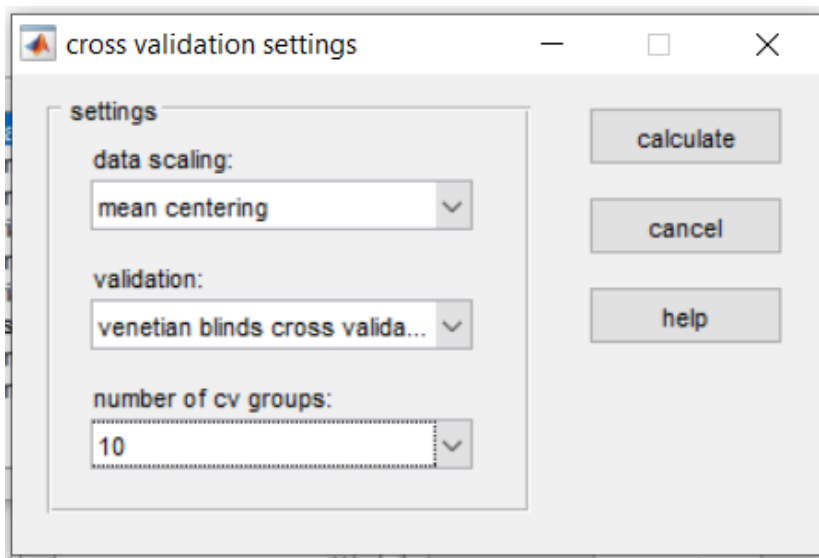 cross validation settings
settings
data scaling:
mean centering
validation:
venetian blinds cross valida...
number of cv groups:
10
calculate
cancel
help